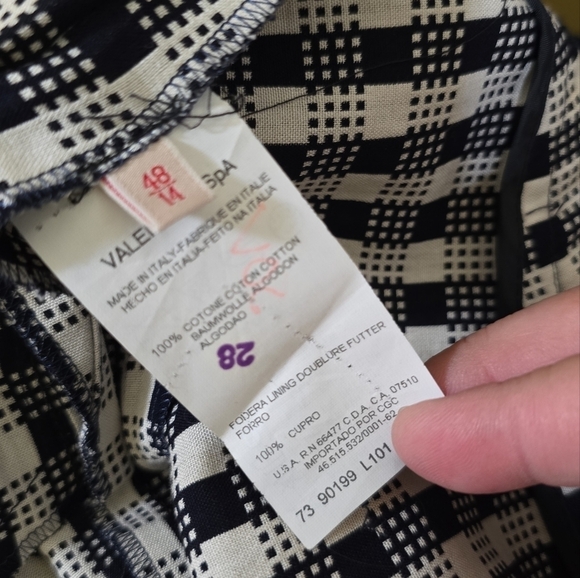 48
14
VALE SpA
MADE IN ITALY-FABRIQUE EN ITALIE
HECHO EN ITALIA-FEITO NA ITALIA
100% COTONE COTON COTTON
BAUMWOLLE ALGODON
ALGODAO
28
FODERA LINING DOUBLURE FUTTER
FORRO
100% CUPRO
U.S.A. R.N 66477 C.D.A. C.A. 07510
IMPORTADO POR CGC
46.515.532/0001-62
73 90199 L101